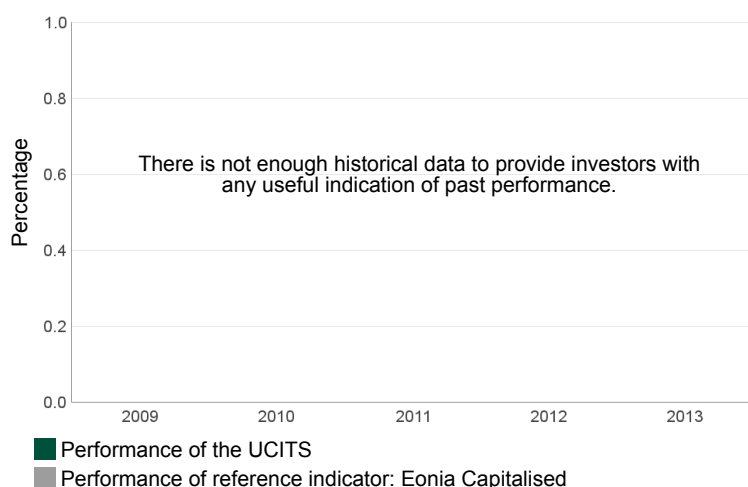 1.0
0.8
There is not enough historical data to provide investors with
0.6
any useful indication of past performance.
Percentage
0.4
0.2
0.0
2009 2010 2011 2012 2013
Performance of the UCITS
Performance of reference indicator: Eonia Capitalised